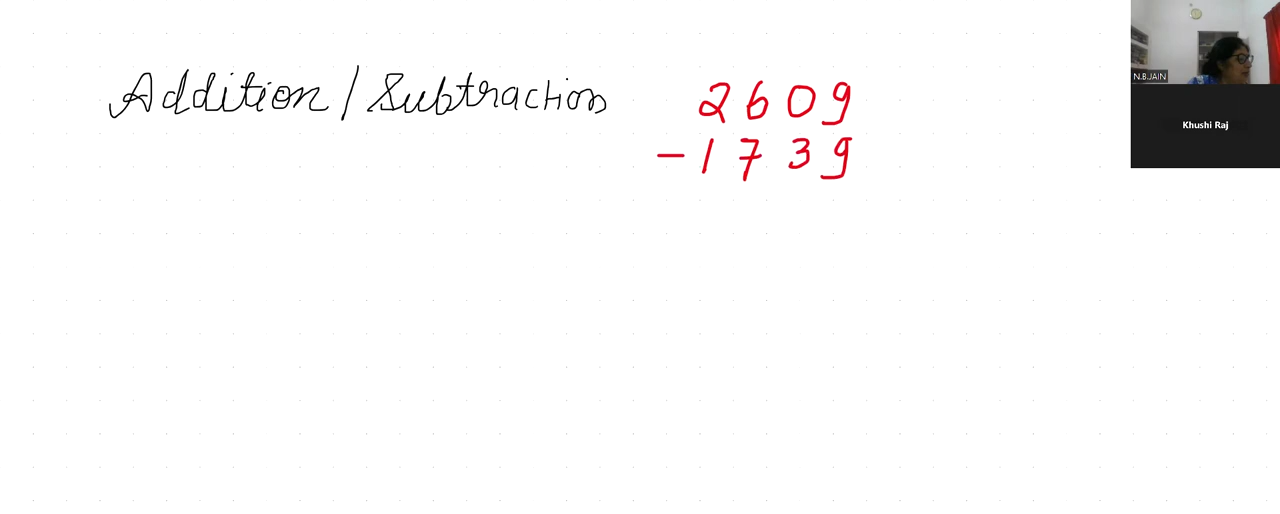 Addition / Subtraction
2609
- 1739
N.B.JAIN
Khushi Raj